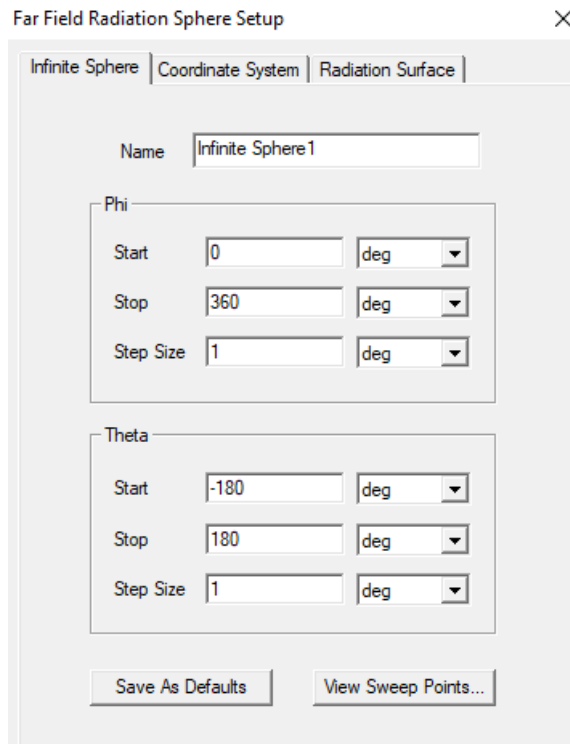 Far Field Radiation Sphere Setup
Infinite Sphere Coordinate System Radiation Surface
Name Infinite Sphere1
Phi
Start 0 deg
Stop 360 deg
Step Size 1 deg
Theta
Start -180 deg
Stop 180 deg
Step Size 1 deg
Save As Defaults View Sweep Points...